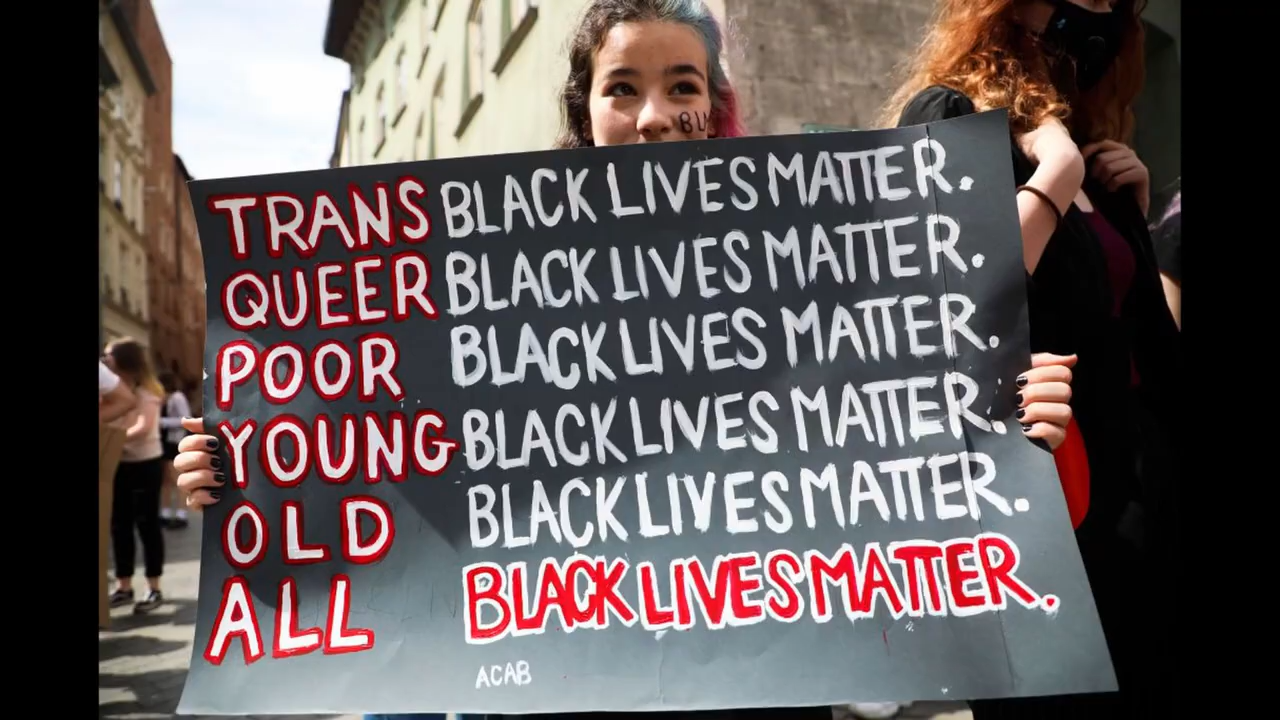 TRANS BLACK LIVES MATTER.
QUEER BLACK LIVES MATTER.
POOR BLACK LIVES MATTER.
YOUNG BLACK LIVES MATTER.
OLD BLACK LIVES MATTER.
ALL BLACK LIVES MATTER.
ACAB